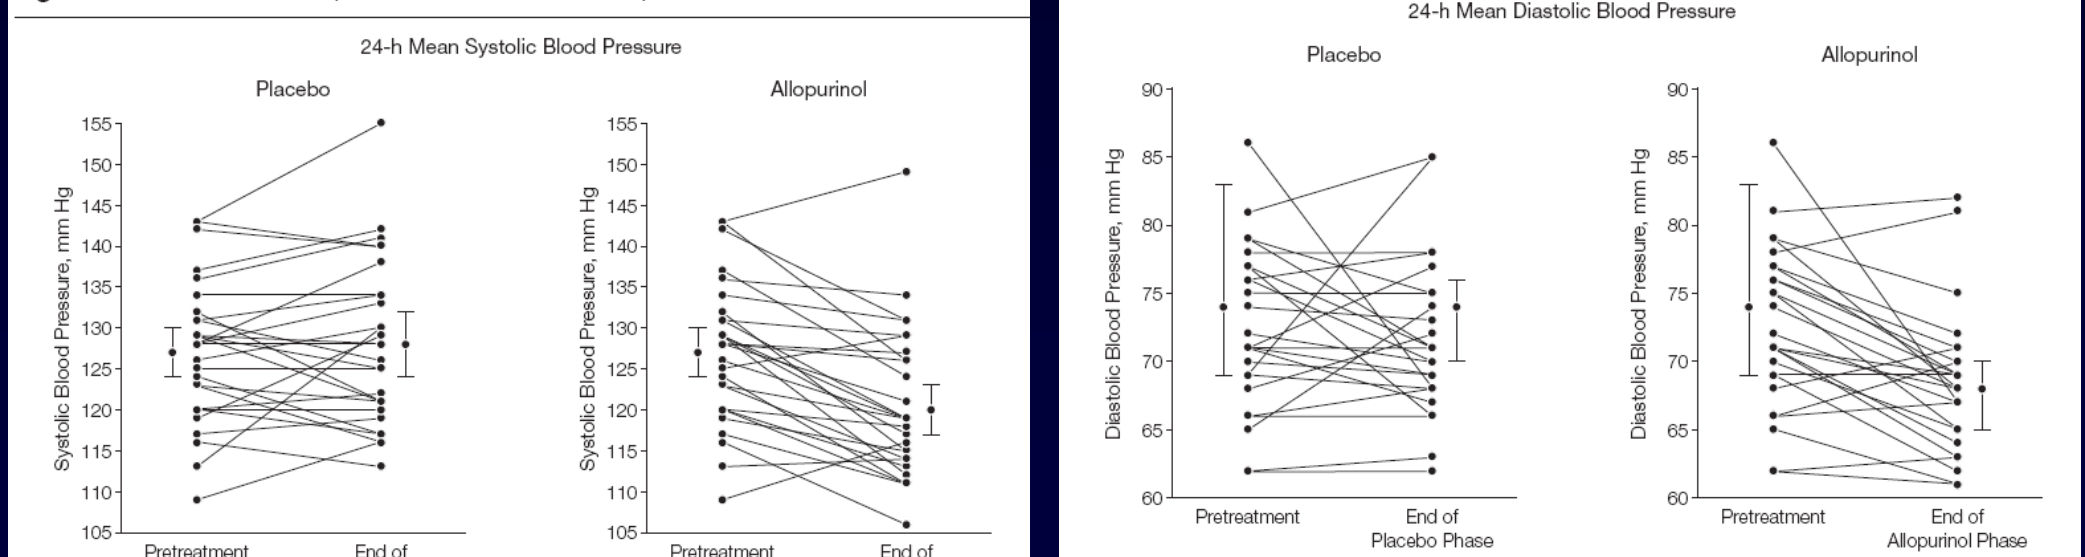 24-h Mean Systolic Blood Pressure
Placebo
Systolic Blood Pressure, mm Hg
155
150
145
140
135
130
125
120
115
110
105
Pretreatment
End of
Allopurinol
Systolic Blood Pressure, mm Hg
155
150
145
140
135
130
125
120
115
110
105
Pretreatment
End of
24-h Mean Diastolic Blood Pressure
Placebo
Diastolic Blood Pressure, mm Hg
90
85
80
75
70
65
60
Pretreatment
End of
Placebo Phase
Allopurinol
Diastolic Blood Pressure, mm Hg
90
85
80
75
70
65
60
Pretreatment
End of
Allopurinol Phase